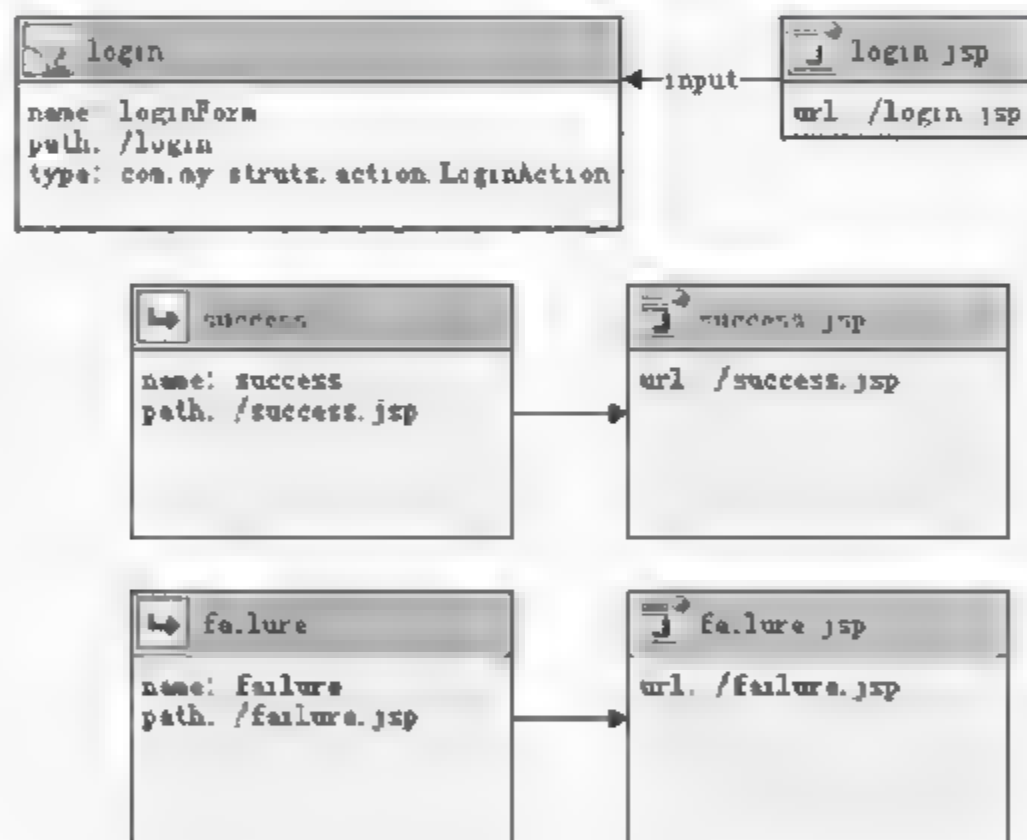 login
name loginForm
path. /login
type: com.my struts.action.LoginAction
input
login jsp
url /login jsp
success
name: success
path. /success.jsp
success jsp
url /success.jsp
fa.lure
name: failure
path. /failure.jsp
fa.lure jsp
url. /failure.jsp